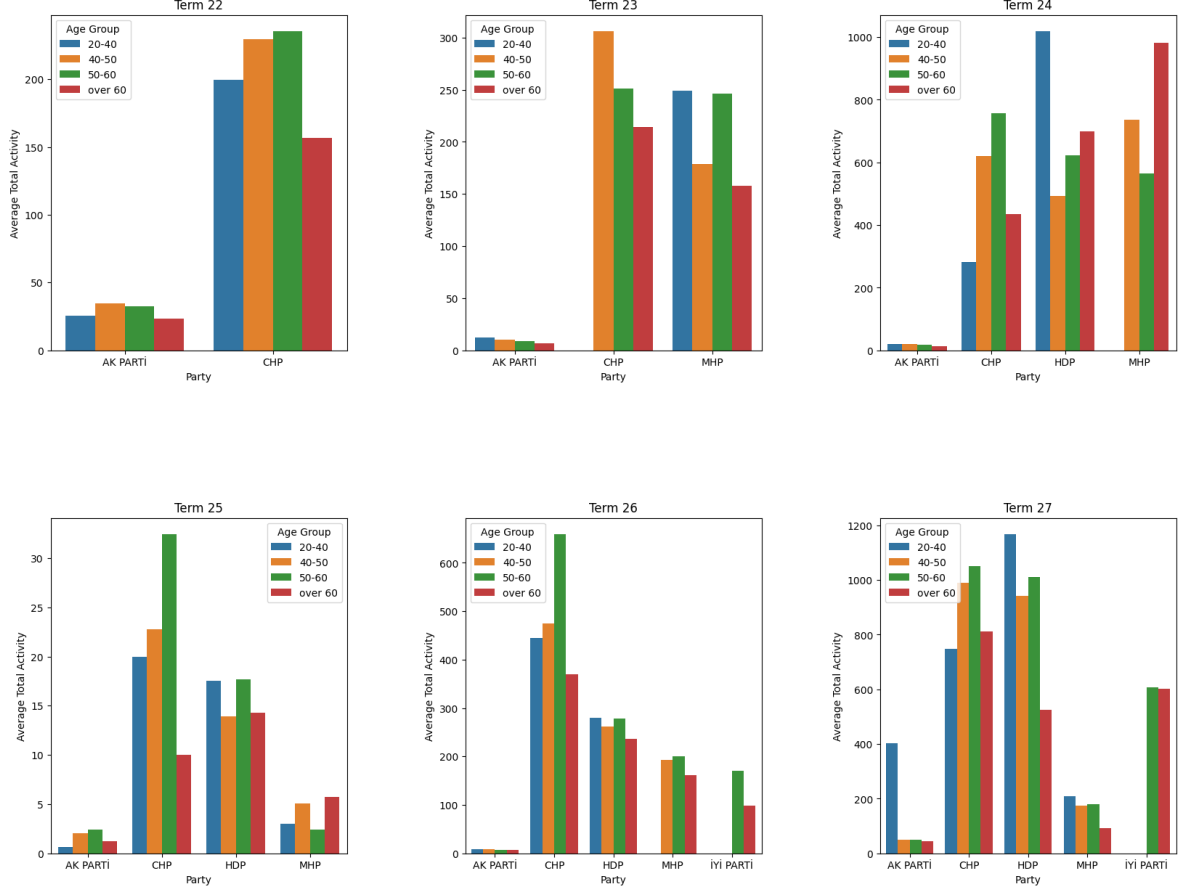 Term 22
Age Group
20-40
40-50
50-60
over 60
Average Total Activity
200
150
100
50
0
AK PARTİ CHP
Party
Term 23
Age Group
20-40
40-50
50-60
over 60
Average Total Activity
300
250
200
150
100
50
0
AK PARTİ CHP MHP
Party
Term 24
Age Group
20-40
40-50
50-60
over 60
Average Total Activity
1000
800
600
400
200
0
AK PARTİ CHP HDP MHP
Party
Term 25
Age Group
20-40
40-50
50-60
over 60
Average Total Activity
30
25
20
15
10
5
0
AK PARTİ CHP HDP MHP
Party
Term 26
Age Group
20-40
40-50
50-60
over 60
Average Total Activity
600
500
400
300
200
100
0
AK PARTİ CHP HDP MHP İYİ PARTİ
Party
Term 27
Age Group
20-40
40-50
50-60
over 60
Average Total Activity
1200
1000
800
600
400
200
0
AK PARTİ CHP HDP MHP İYİ PARTİ
Party